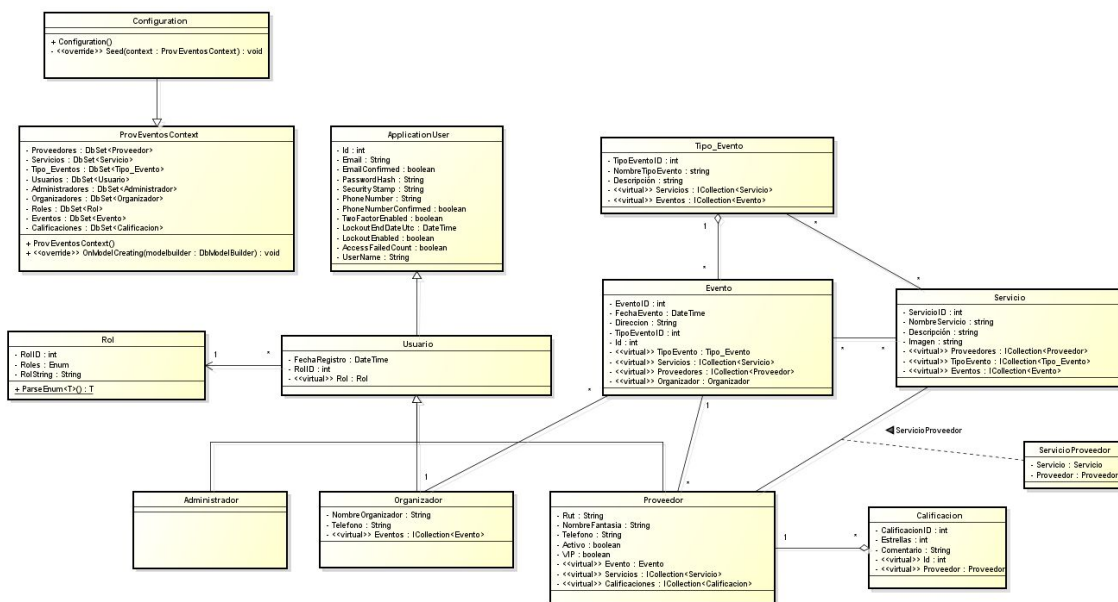 Configuration
+ Configuration()
- <<override>> Seed(context : ProvEventosContext) : void
ProvEventosContext
- Proveedores : DbSet<Proveedor>
- Servicios : DbSet<Servicio>
- Tipo_Eventos : DbSet<Tipo_Evento>
- Usuarios : DbSet<Usuario>
- Administradores : DbSet<Administrador>
- Organizadores : DbSet<Organizador>
- Roles : DbSet<Rol>
- Eventos : DbSet<Evento>
- Calificaciones : DbSet<Calificacion>
+ ProvEventosContext()
+ <<override>> OnModelCreating(modelbuilder : DbModelBuilder) : void
ApplicationUser
- Id : int
- Email : String
- EmailConfirmed : boolean
- PasswordHash : String
- SecurityStamp : String
- PhoneNumber : String
- PhoneNumberConfirmed : boolean
- TwoFactorEnabled : boolean
- LockoutEndDateUtc : DateTime
- LockoutEnabled : boolean
- AccessFailedCount : boolean
- UserName : String
Tipo_Evento
- TipoEventoID : int
- NombreTipoEvento : string
- Descripción : string
- <<virtual>> Servicios : ICollection<Servicio>
- <<virtual>> Eventos : ICollection<Evento>
1
*
*
*
Evento
- EventoID : int
- FechaEvento : DateTime
- Direccion : String
- TipoEventoID : int
- Id : int
- <<virtual>> TipoEvento : Tipo_Evento
- <<virtual>> Servicios : ICollection<Servicio>
- <<virtual>> Proveedores : ICollection<Proveedor>
- <<virtual>> Organizador : Organizador
Servicio
- ServicioID : int
- NombreServicio : string
- Descripción : string
- Imagen : string
- <<virtual>> Proveedores : ICollection<Proveedor>
- <<virtual>> TipoEvento : ICollection<Tipo_Evento>
- <<virtual>> Eventos : ICollection<Evento>
* *
Rol
- RolID : int
- Roles : Enum
- RolString : String
+ ParseEnum<T>() : T
1 *
Usuario
- FechaRegistro : DateTime
- RolID : int
- <<virtual>> Rol : Rol
*
1
1
*
ServicioProveedor
ServicioProveedor
- Servicio : Servicio
- Proveedor : Proveedor
Administrador
Organizador
- NombreOrganizador : String
- Telefono : String
- <<virtual>> Eventos : ICollection<Evento>
Proveedor
- Rut : String
- NombreFantasia : String
- Telefono : String
- Activo : boolean
- VIP : boolean
- <<virtual>> Evento : Evento
- <<virtual>> Servicios : ICollection<Servicio>
- <<virtual>> Calificaciones : ICollection<Calificacion>
1 *
Calificacion
- CalificacionID : int
- Estrellas : int
- Comentario : String
- <<virtual>> Id : int
- <<virtual>> Proveedor : Proveedor